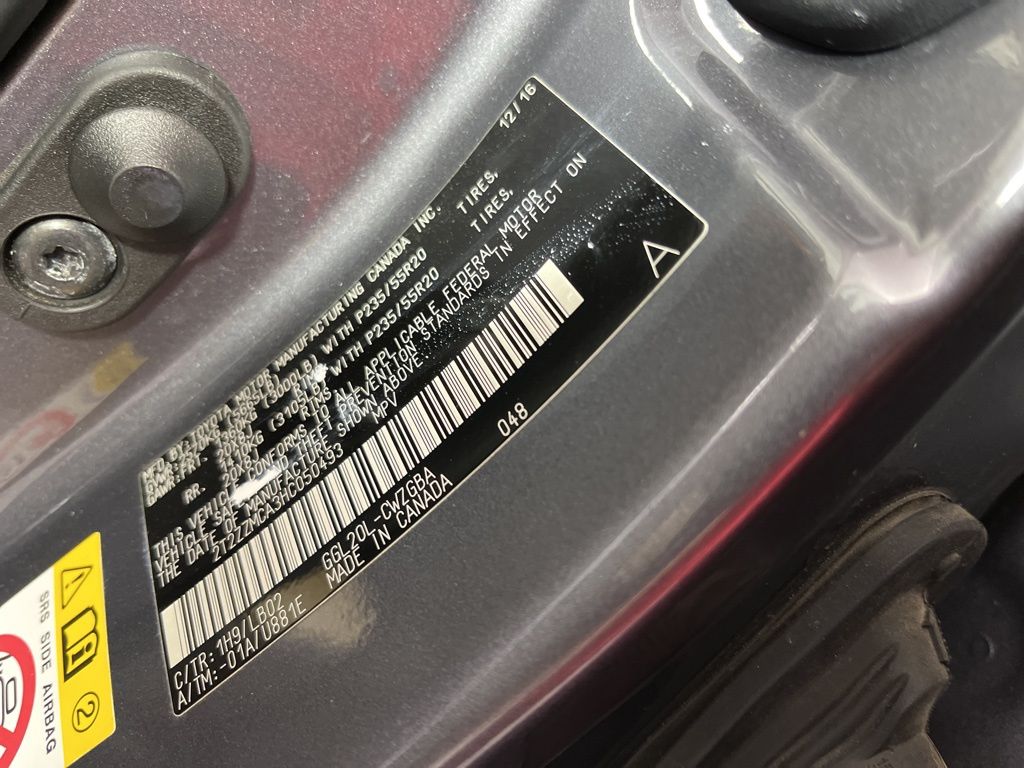 MFD. BY: TOYOTA MOTOR MANUFACTURING CANADA INC.
12/16
(3000LB) WITH P235/55R20 TIRES,
WITH P235/55R20 TIRES,
RR.
THIS VEHICLE CONFORMS TO ALL APPLICABLE FEDERAL MOTOR
VEHICLE SAFETY AND THEFT PREVENTION STANDARDS IN EFFECT ON
THE DATE OF MANUFACTURE SHOWN ABOVE.
2T2ZZMCA3HC050493 MPV
A
C/TR: 1H9/LB02 GGL20L-CWZGBA 048
A/TM: -01A/U881E MADE IN CANADA
2
SRS SIDE AIRBAG